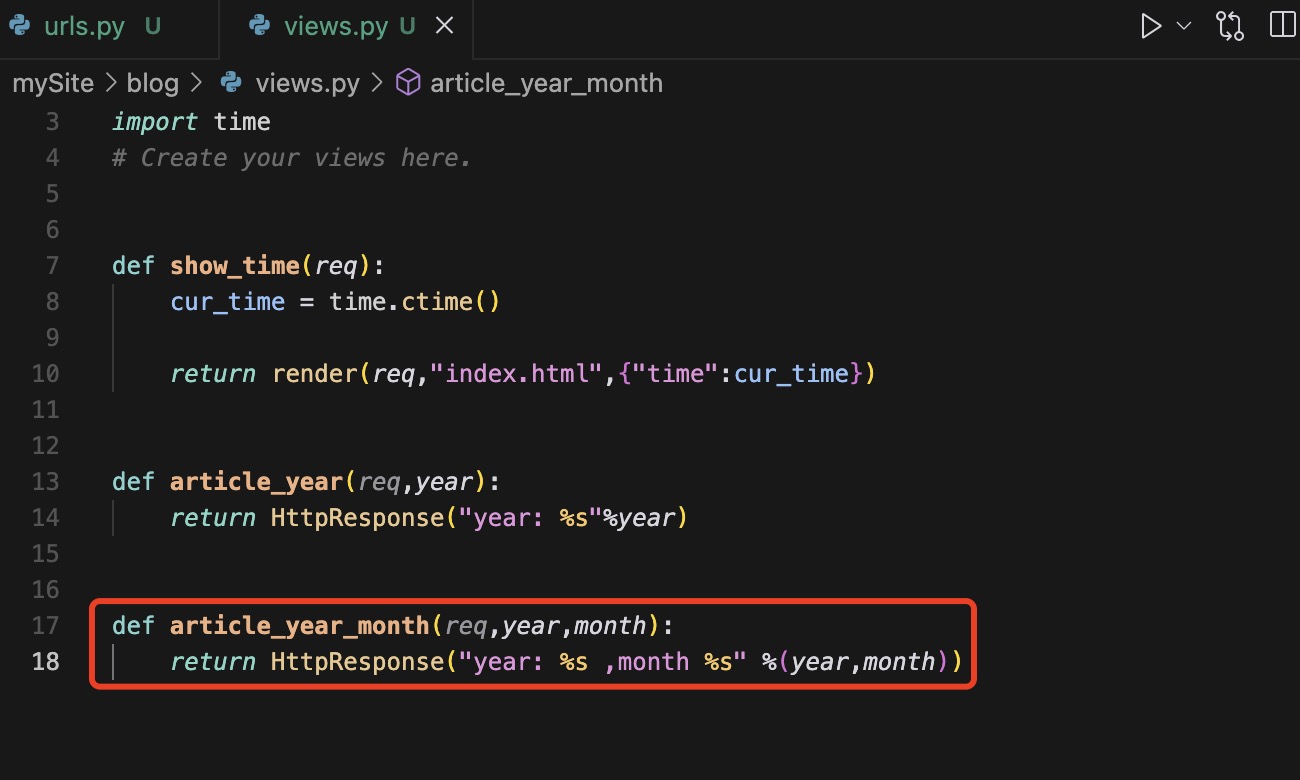 urls.py U views.py U
mySite > blog > views.py > article_year_month
3 import time
4 # Create your views here.
5
6
7 def show_time(req):
8     cur_time = time.ctime()
9
10     return render(req,"index.html",{"time":cur_time})
11
12
13 def article_year(req,year):
14     return HttpResponse("year: %s"%year)
15
16
17 def article_year_month(req,year,month):
18     return HttpResponse("year: %s ,month %s" %(year,month))